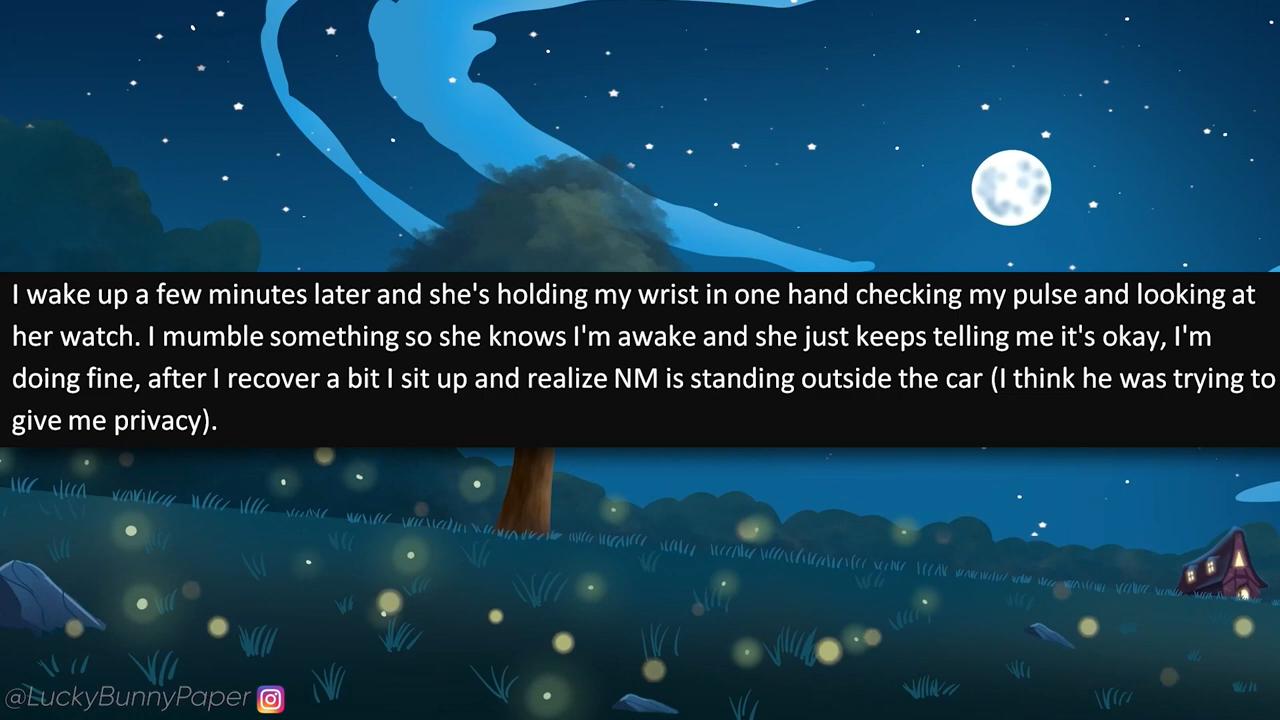 I wake up a few minutes later and she's holding my wrist in one hand checking my pulse and looking at
her watch. I mumble something so she knows I'm awake and she just keeps telling me it's okay, I'm
doing fine, after I recover a bit I sit up and realize NM is standing outside the car (I think he was trying to
give me privacy).
@LuckyBunnyPaper